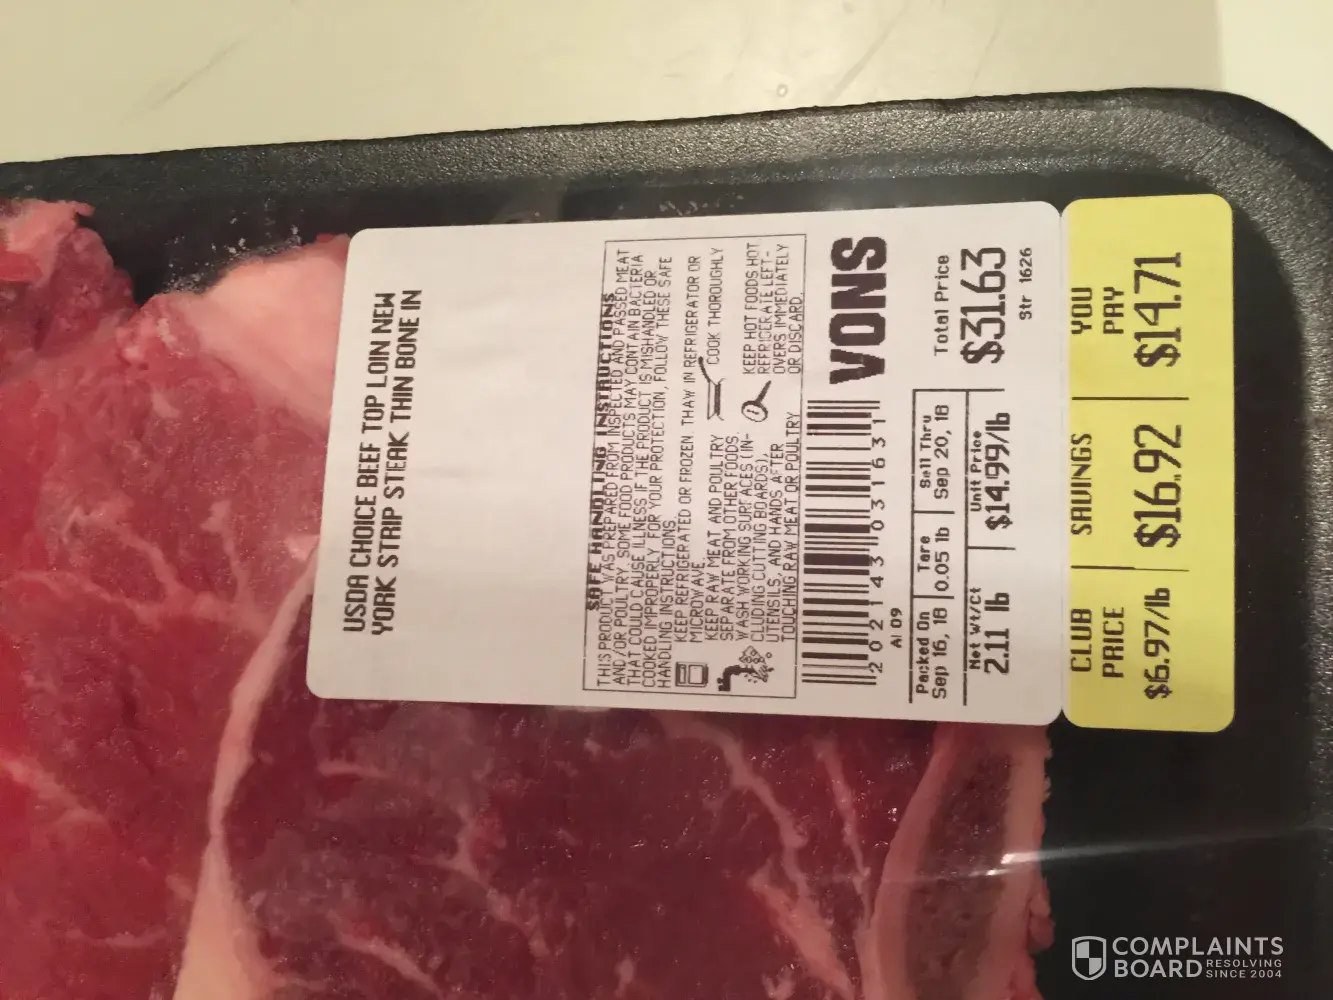 USDA CHOICE BEEF TOP LOIN NEW
YORK STRIP STEAK THIN BONE IN
SAFE HANDLING INSTRUCTIONS
THIS PRODUCT WAS PREPARED FROM INSPECTED AND PASSED MEAT
AND/OR POULTRY. SOME FOOD PRODUCTS MAY CONTAIN BACTERIA
THAT COULD CAUSE ILLNESS IF THE PRODUCT IS MISHANDLED OR
COOKED IMPROPERLY. FOR YOUR PROTECTION, FOLLOW THESE SAFE
HANDLING INSTRUCTIONS.
KEEP REFRIGERATED OR FROZEN. THAW IN REFRIGERATOR OR
MICROWAVE.
KEEP RAW MEAT AND POULTRY
SEPARATE FROM OTHER FOODS.
WASH WORKING SURFACES (IN-
CLUDING CUTTING BOARDS),
UTENSILS, AND HANDS AFTER
TOUCHING RAW MEAT OR POULTRY
COOK THOROUGHLY
KEEP HOT FOODS HOT
REFRIGERATE LEFT-
OVERS IMMEDIATELY
OR DISCARD.
2 02143 03163 1
VONS
AI 09
Packed On
Sep 16, 18
Tare
0.05 lb
Sell Thru
Sep 20, 18
Net Wt/Ct
2.11 lb
Unit Price
$14.99/lb
Total Price
$31.63
Str 1626
CLUB
PRICE
$6.97/lb
SAVINGS
$16.92
YOU
PAY
$14.71
COMPLAINTS
BOARD RESOLVING
SINCE 2004